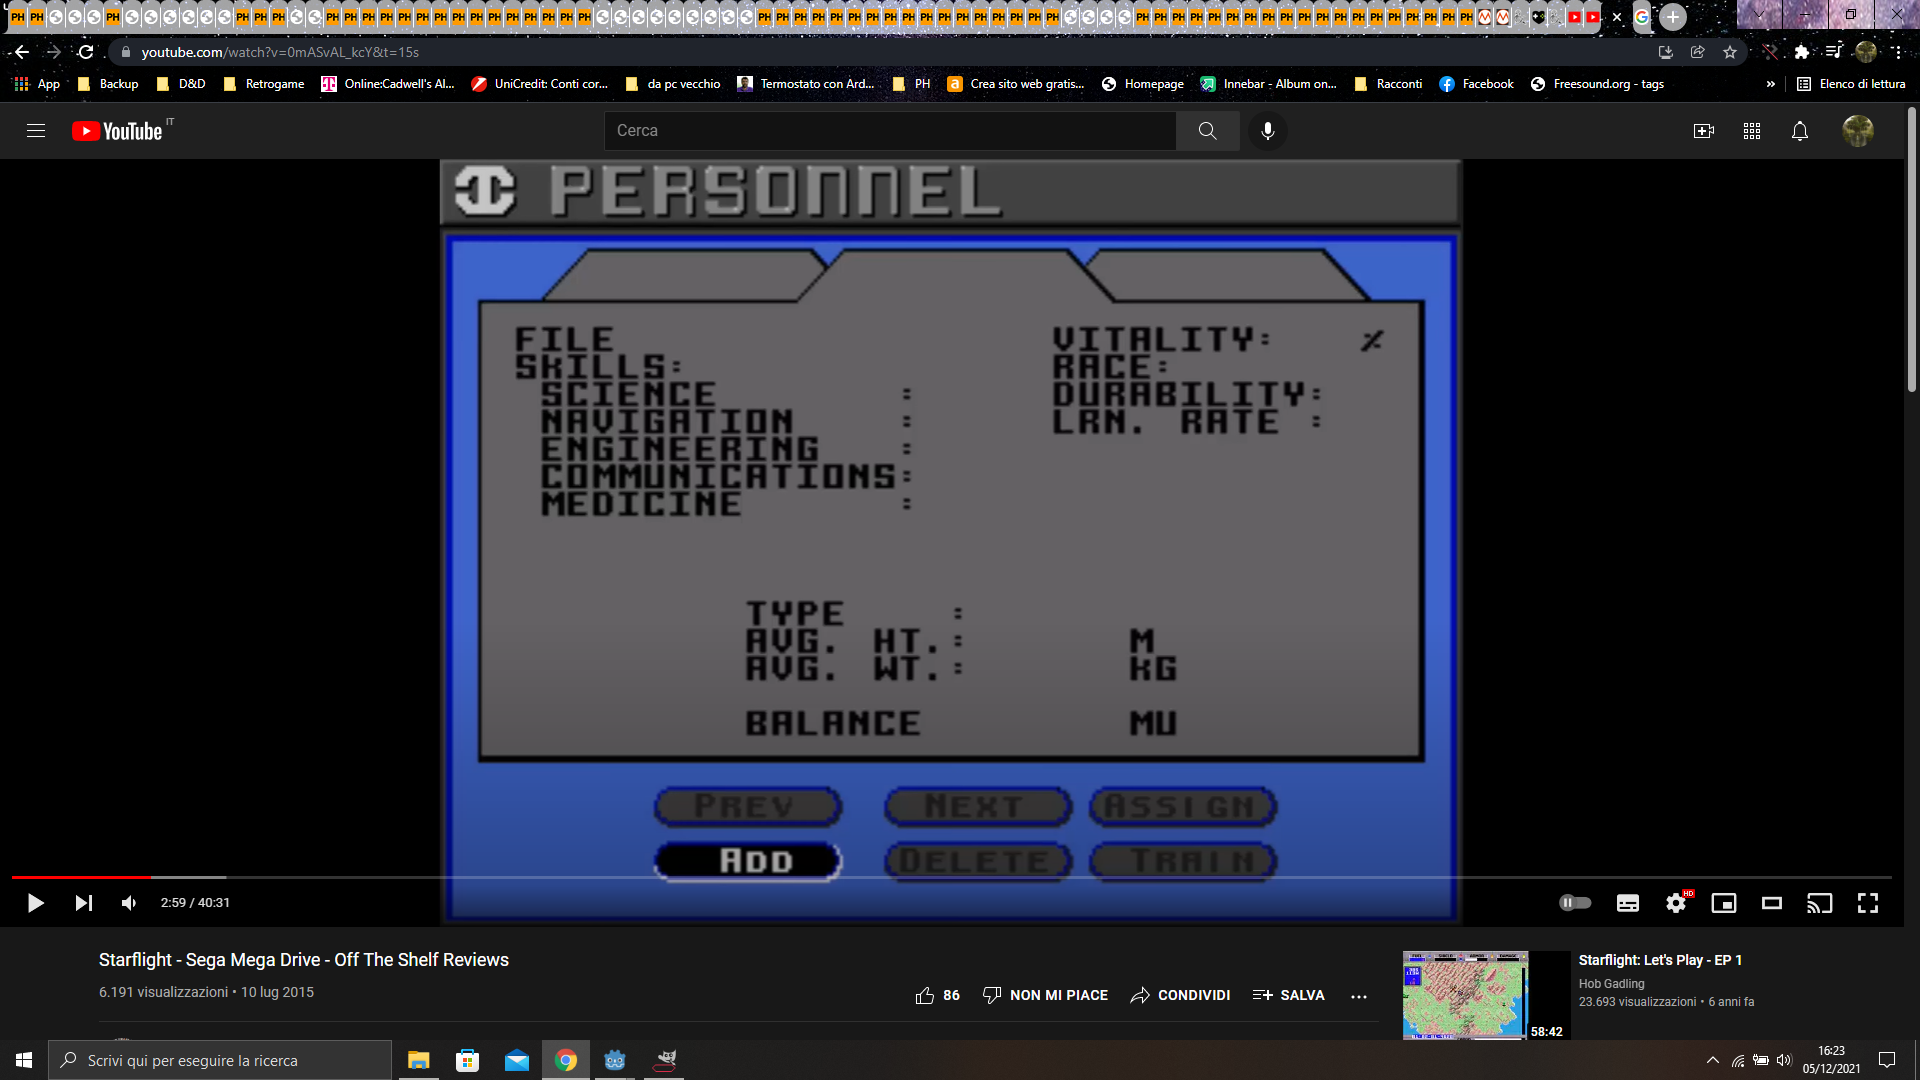 youtube.com/watch?v=0mASvAL_kcY&t=15s
App Backup D&D Retrogame Online:Cadwell's Al... UniCredit: Conti cor... da pc vecchio Termostato con Ard... PH Crea sito web gratis... Homepage Innebar - Album on... Racconti Facebook Freesound.org - tags » Elenco di lettura
YouTube IT
Cerca
PERSONNEL
FILE
SKILLS:
SCIENCE :
NAVIGATION :
ENGINEERING :
COMMUNICATIONS:
MEDICINE :
VITALITY: %
RACE:
DURABILITY:
LRN. RATE :
TYPE :
AVG. HT.: M
AVG. WT.: KG
BALANCE MU
PREV NEXT ASSIGN
ADD DELETE TRAIN
2:59 / 40:31
HD
Starflight - Sega Mega Drive - Off The Shelf Reviews
6.191 visualizzazioni • 10 lug 2015
86 NON MI PIACE CONDIVIDI SALVA ...
Starflight: Let's Play - EP 1
Hob Gadling
23.693 visualizzazioni • 6 anni fa
58:42
Scrivi qui per eseguire la ricerca
16:23
05/12/2021